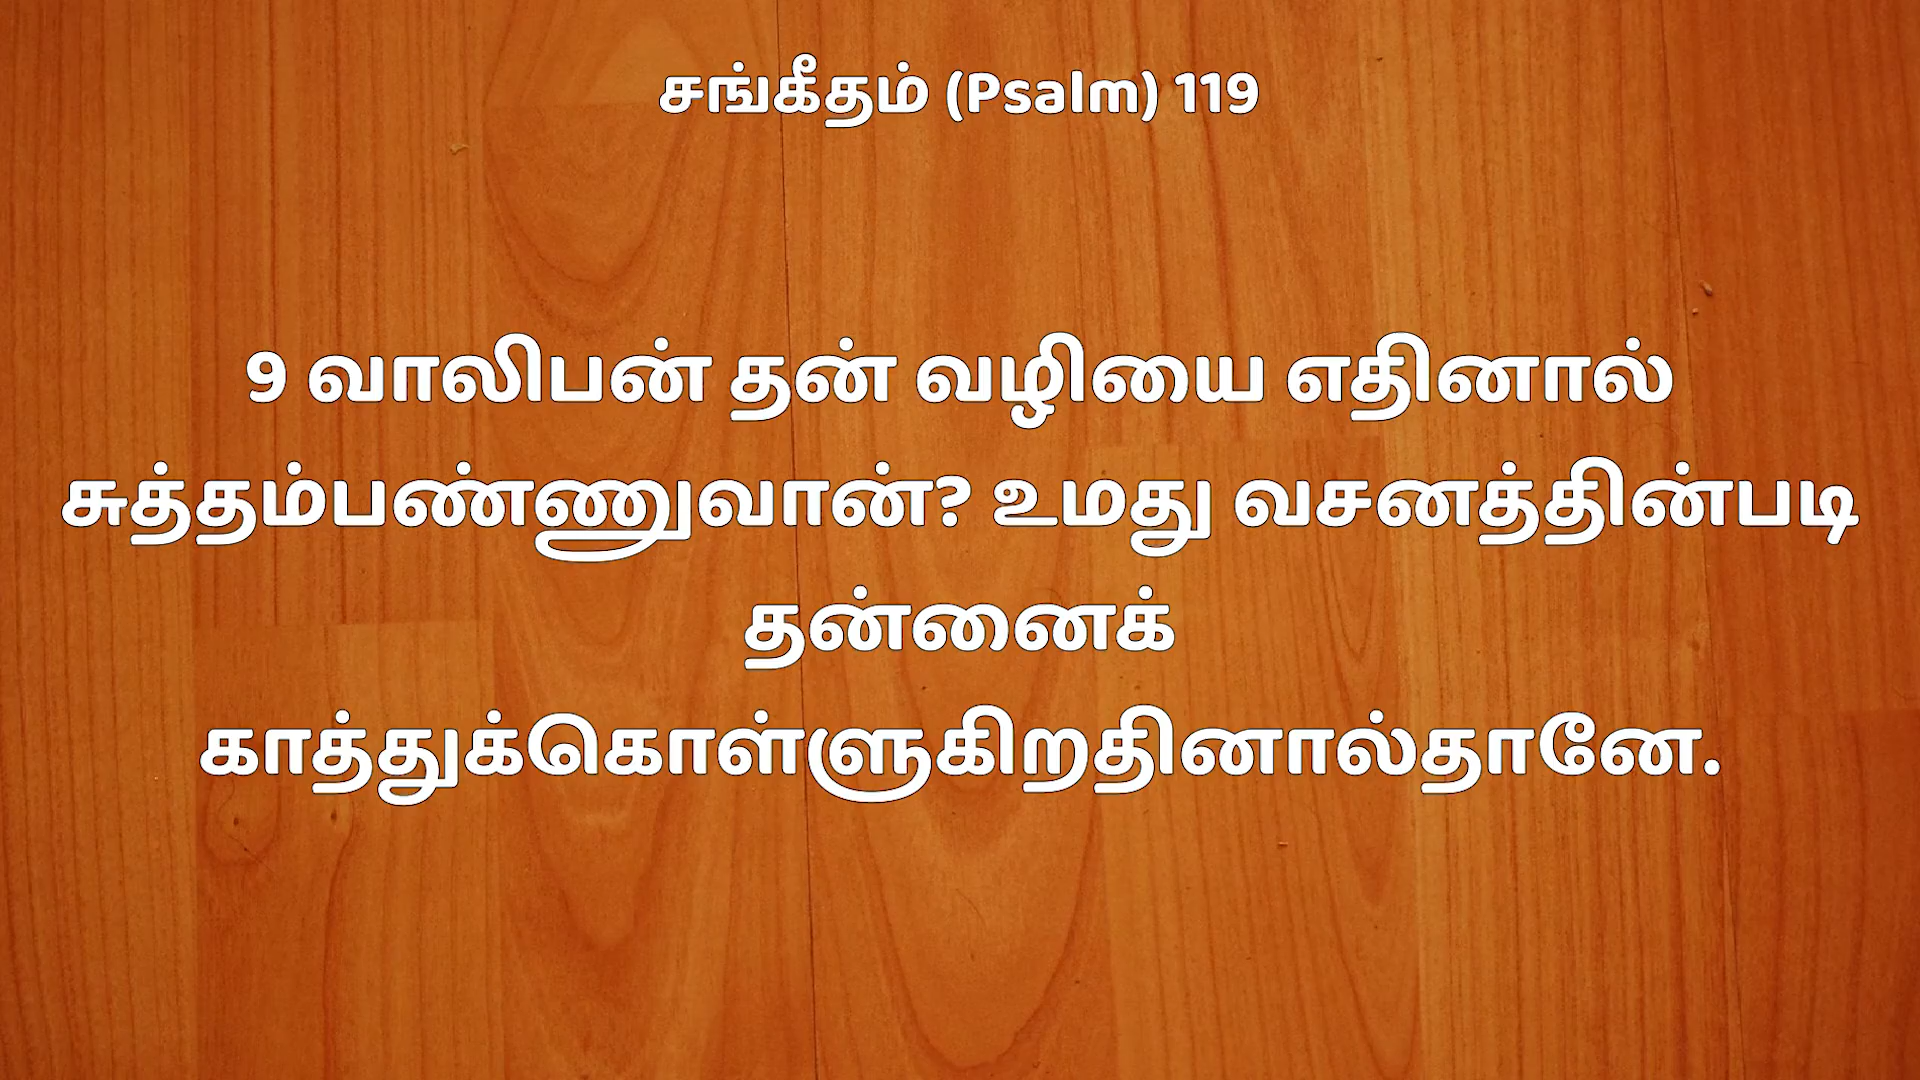 சங்கீதம் (Psalm) 119
9 வாலிபன் தன் வழியை எதினால்
சுத்தம்பண்ணுவான்? உமது வசனத்தின்படி
தன்னைக்
காத்துக்கொள்ளுகிறதினால்தானே.